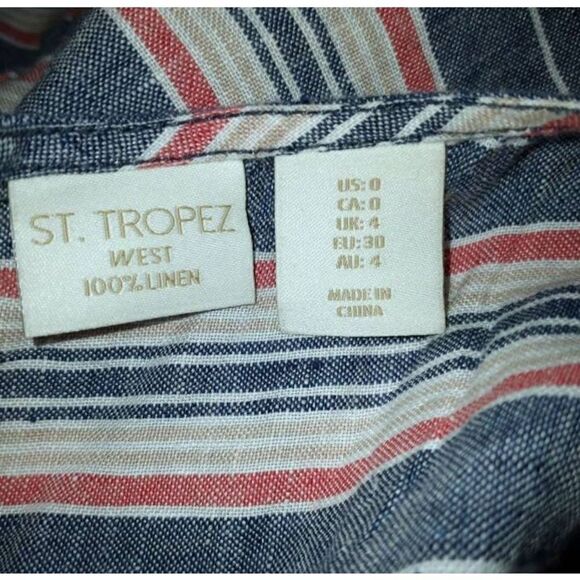 ST. TROPEZ
WEST
100% LINEN
US: 0
CA: 0
UK: 4
EU: 30
AU: 4
MADE IN
CHINA